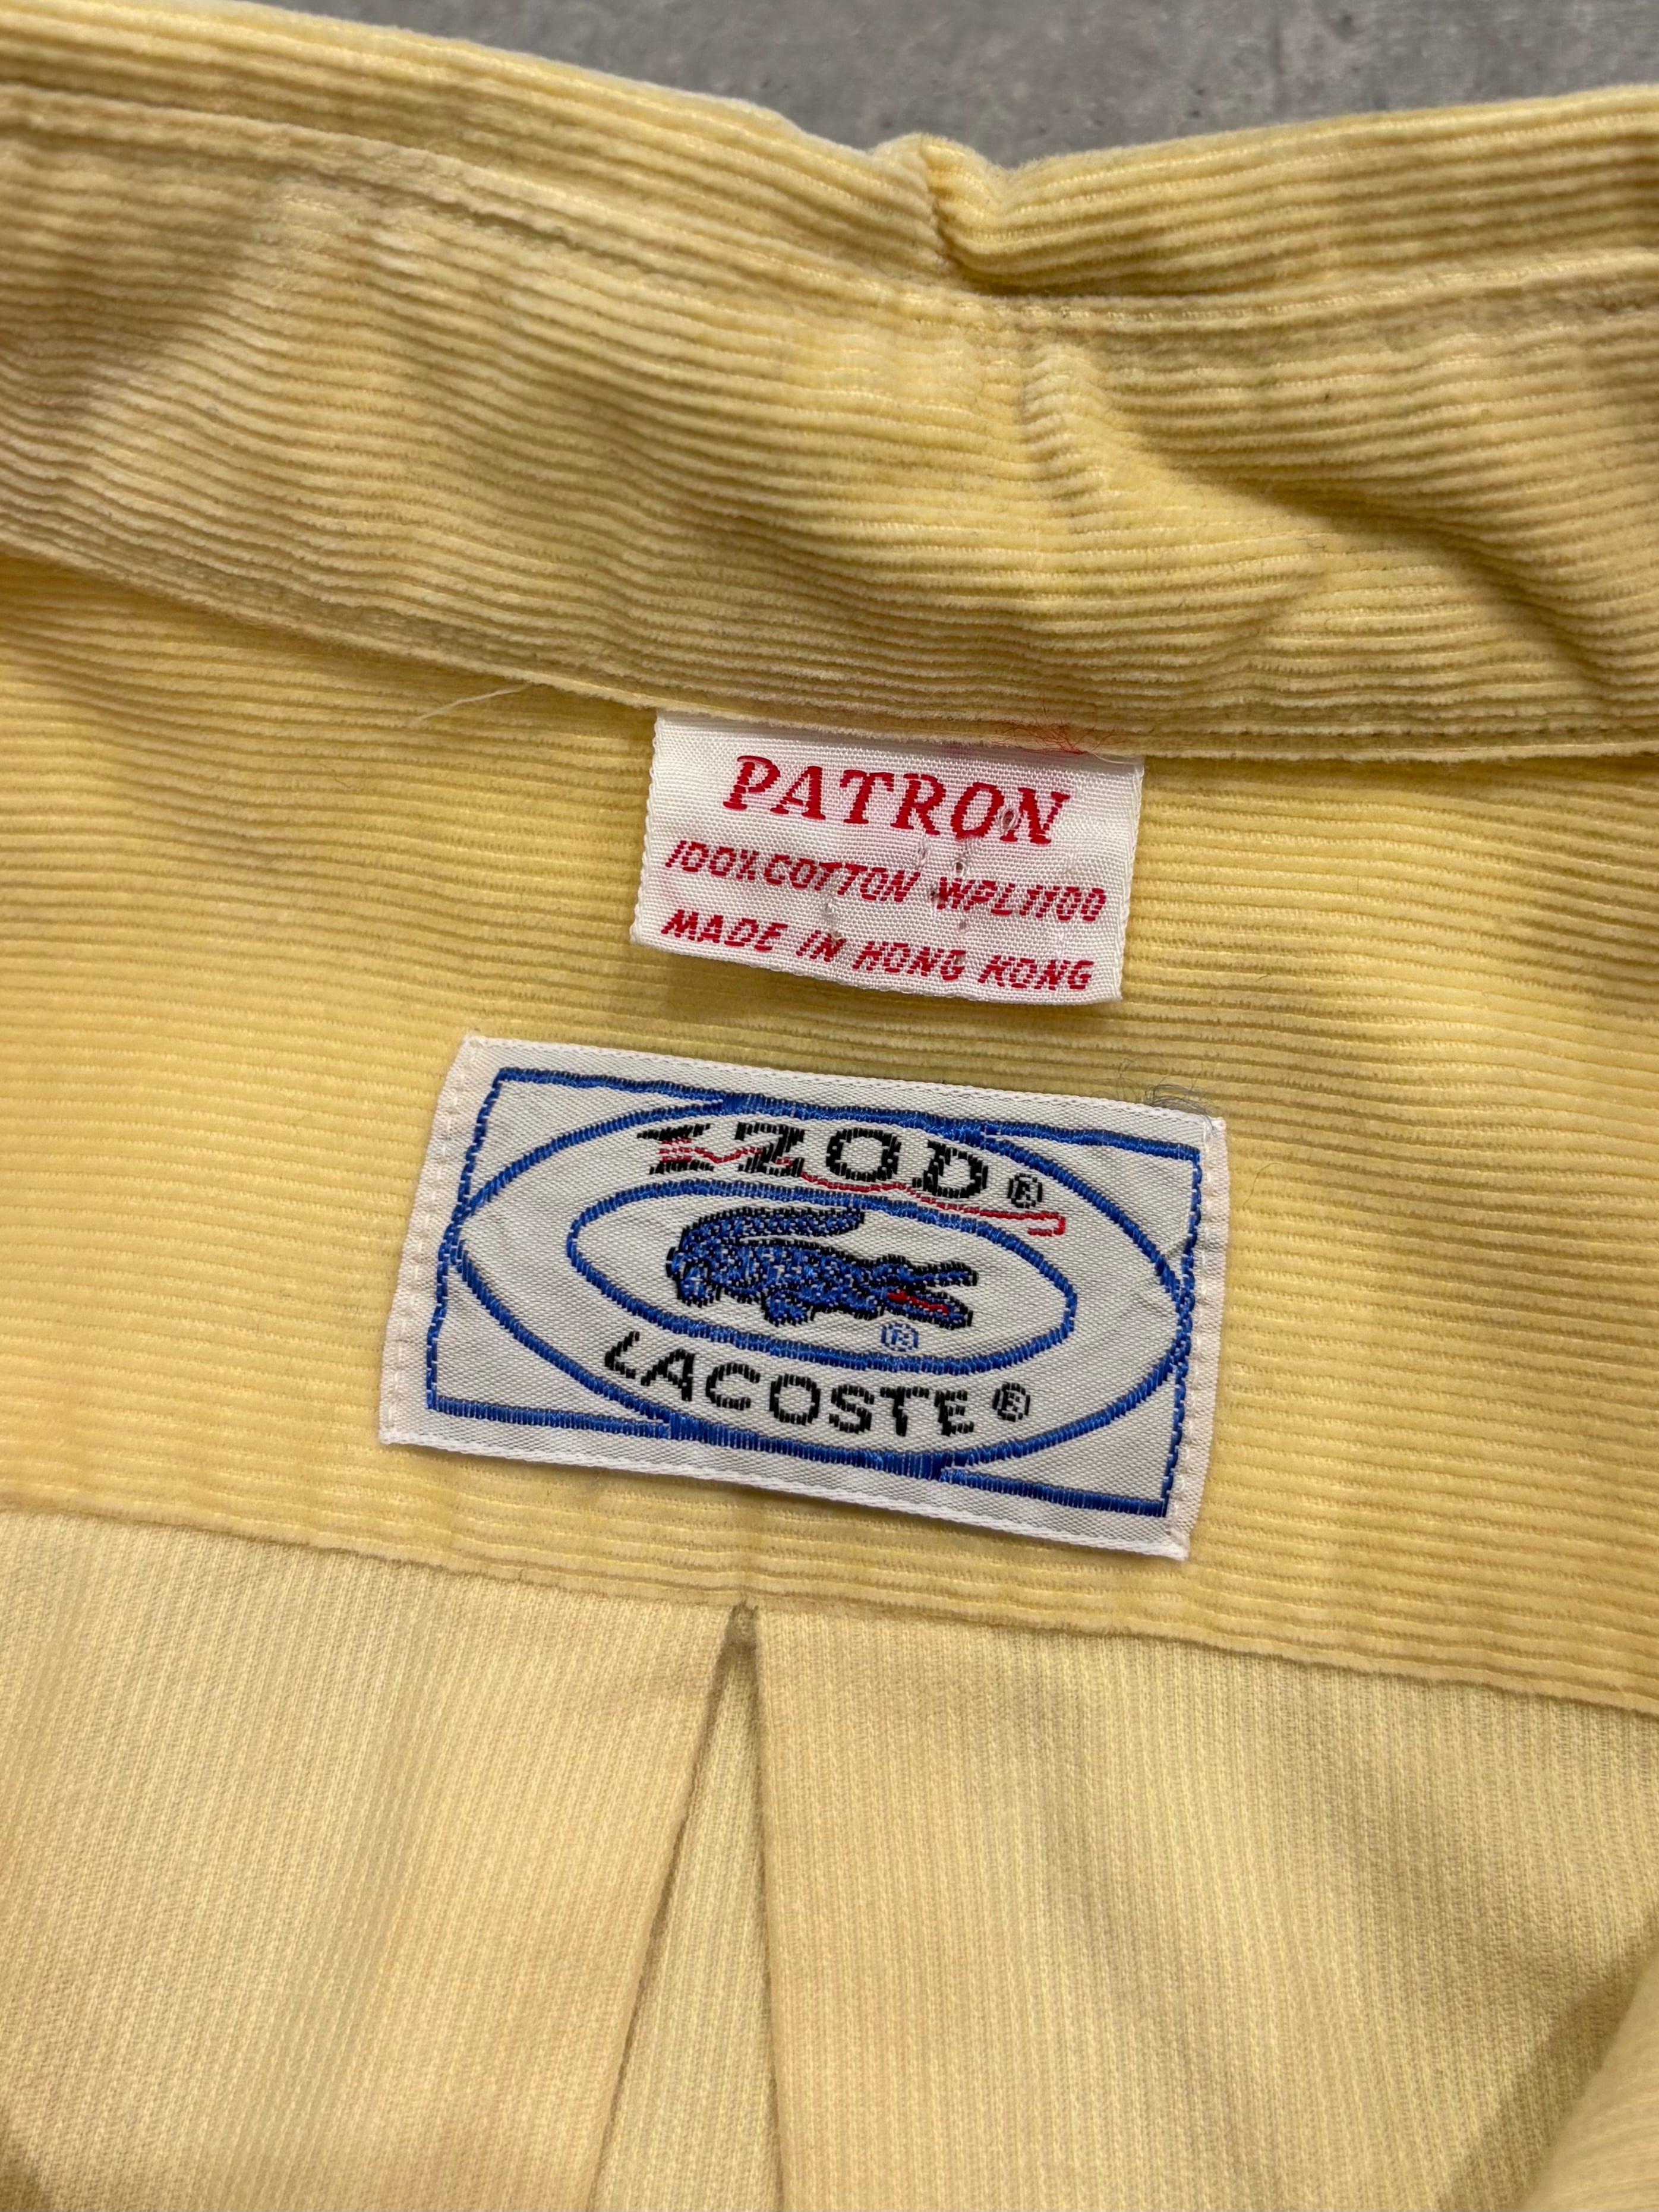 PATRON
100% COTTON WPL1100
MADE IN HONG KONG
IZOD®
®
LACOSTE®